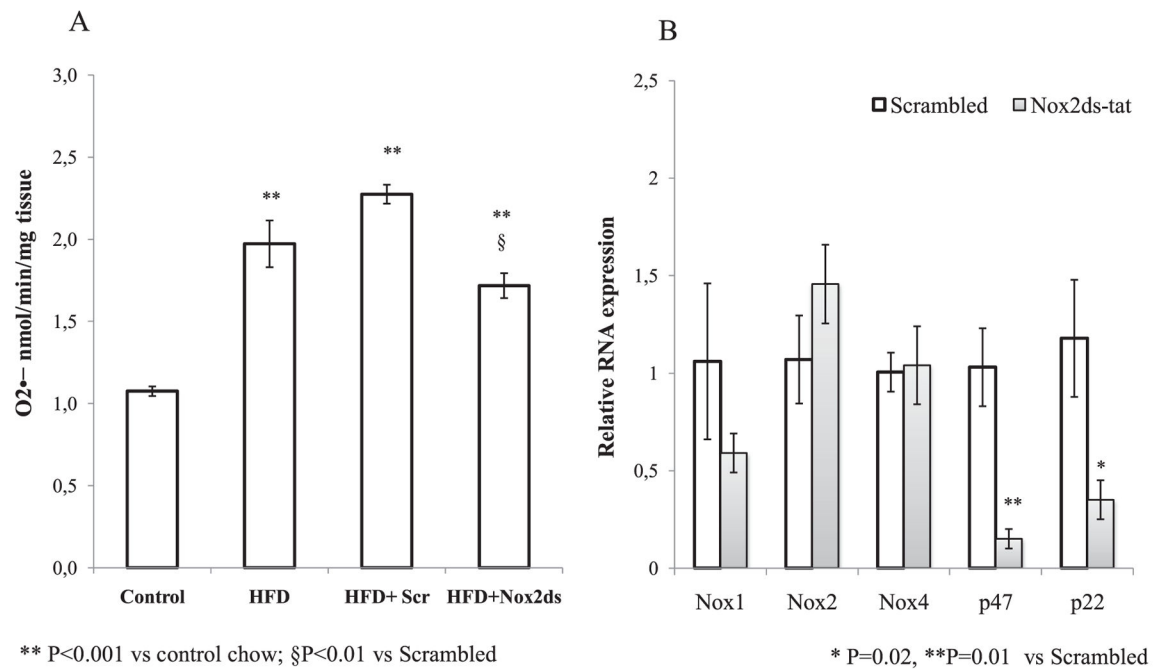 A
O2•– nmol/min/mg tissue
3,0
2,5
2,0
1,5
1,0
0,5
0,0
**
**
**
§
Control HFD HFD+ Scr HFD+Nox2ds
** P<0.001 vs control chow; §P<0.01 vs Scrambled
B
Relative RNA expression
2,5
2
1,5
1
0,5
0
Scrambled Nox2ds-tat
**
*
Nox1 Nox2 Nox4 p47 p22
* P=0.02, **P=0.01 vs Scrambled